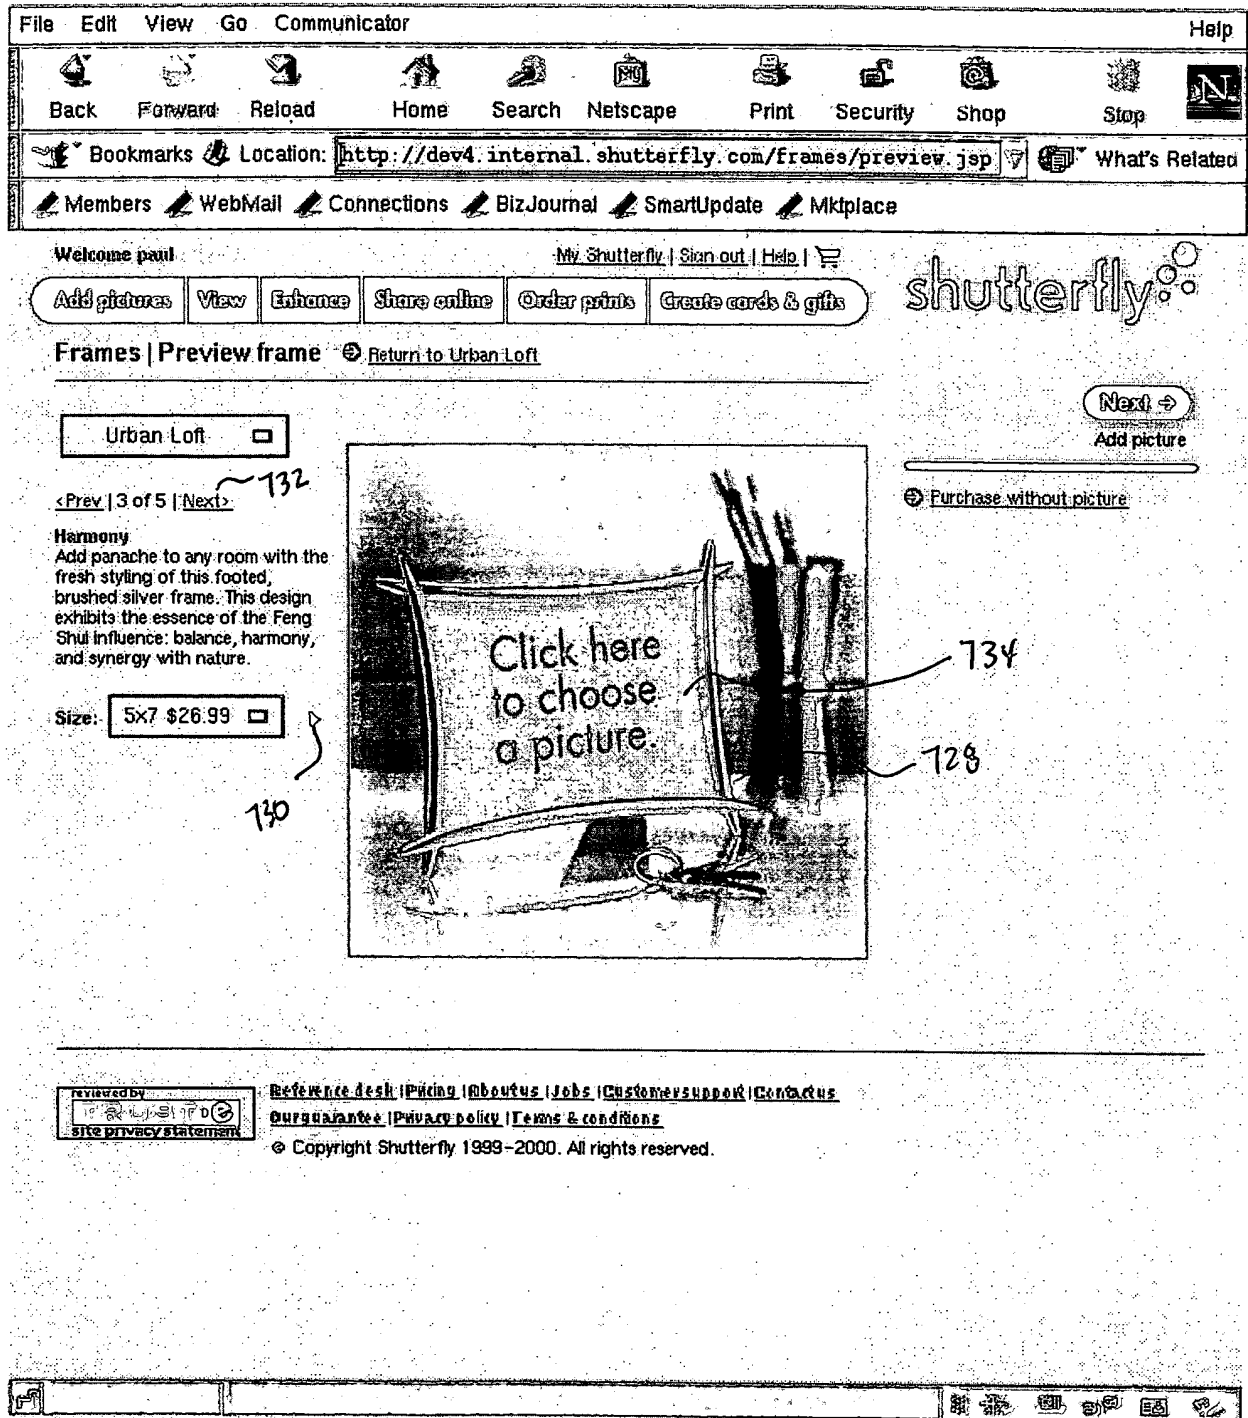 File Edit View Go Communicator Help
Back Forward Reload Home Search Netscape Print Security Shop Stop N
Bookmarks Location: http://dev4.internal.shutterfly.com/frames/preview.jsp What's Related
Members WebMail Connections BizJournal SmartUpdate Mktplace
Welcome paul My Shutterfly | Sign out | Help |
Add pictures View Enhance Share online Order prints Create cards & gifts
shutterfly
Frames | Preview frame Return to Urban Loft
Next
Add picture
Purchase without picture
Urban Loft
732
<Prev | 3 of 5 | Next>
Harmony
Add panache to any room with the
fresh styling of this footed,
brushed silver frame. This design
exhibits the essence of the Feng
Shui influence: balance, harmony,
and synergy with nature.
Size: 5x7 $26.99
730
Click here
to choose
a picture.
734
728
reviewed by
site privacy statement
Reference desk | Pricing | About us | Jobs | Customer support | Contact us
Our guarantee | Privacy policy | Terms & conditions
© Copyright Shutterfly 1999-2000. All rights reserved.